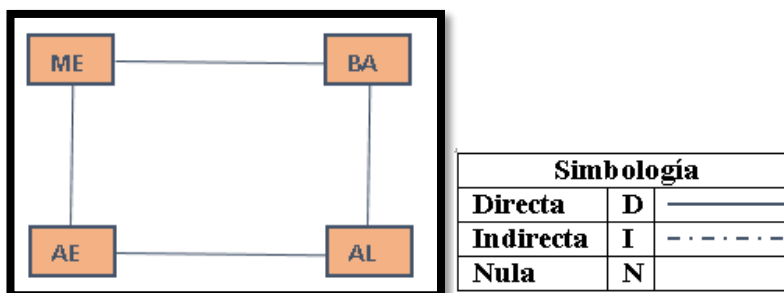 ME BA
AE AL
Simbología
Directa D
Indirecta I
Nula N